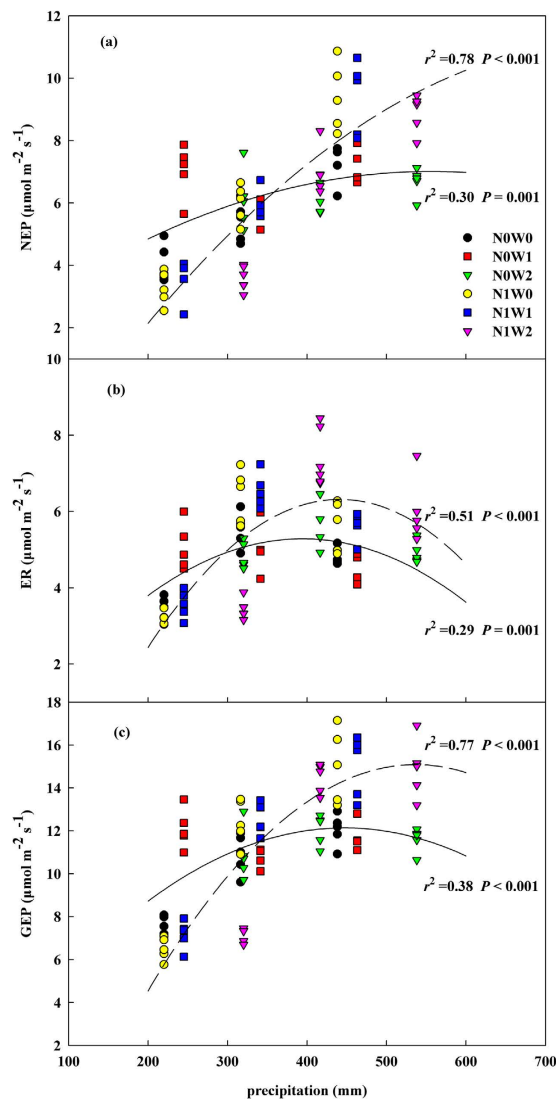 12
(a)
r² =0.78 P < 0.001
10
8
NEP (µmol m⁻² s⁻¹)
6
r² =0.30 P = 0.001
N0W0
N0W1
4
N0W2
N1W0
2
N1W1
N1W2
10
(b)
8
ER (µmol m⁻² s⁻¹)
6
r² =0.51 P < 0.001
4
r² =0.29 P = 0.001
2
18
(c)
r² =0.77 P < 0.001
16
14
12
GEP (µmol m⁻² s⁻¹)
10
r² =0.38 P < 0.001
8
6
4
2
100 200 300 400 500 600 700
precipitation (mm)